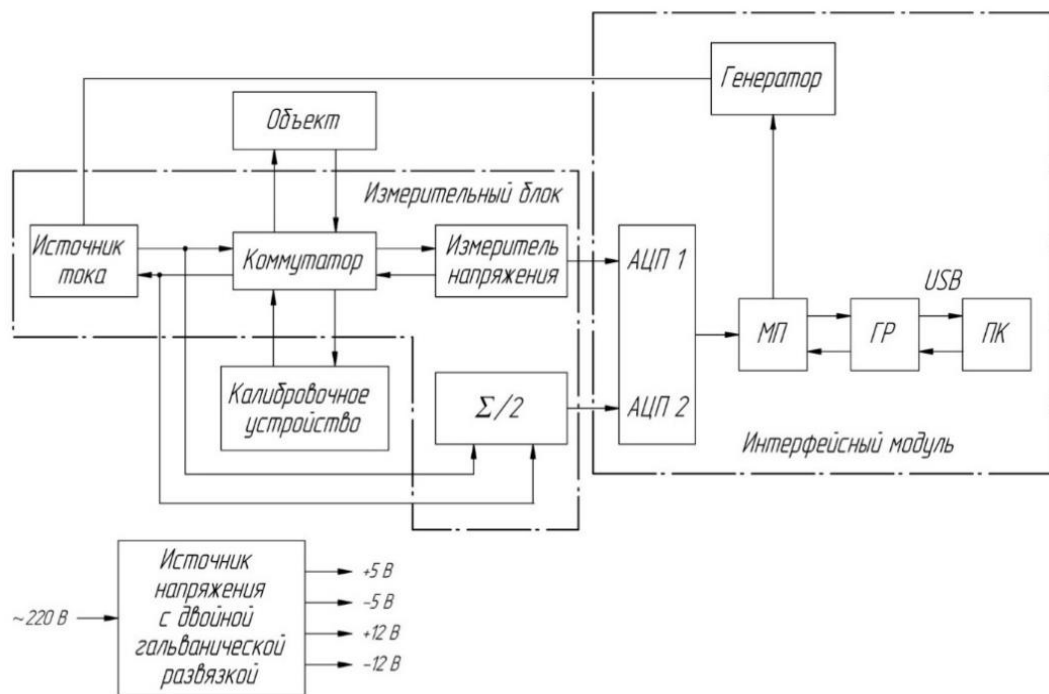 Генератор
Объект
Измерительный блок
Источник
тока
Коммутатор
Измеритель
напряжения
АЦП 1
USB
МП
ГР
ПК
Калибровочное
устройство
Σ/2
АЦП 2
Интерфейсный модуль
Источник
напряжения
с двойной
гальванической
развязкой
~220 В
+5 В
-5 В
+12 В
-12 В